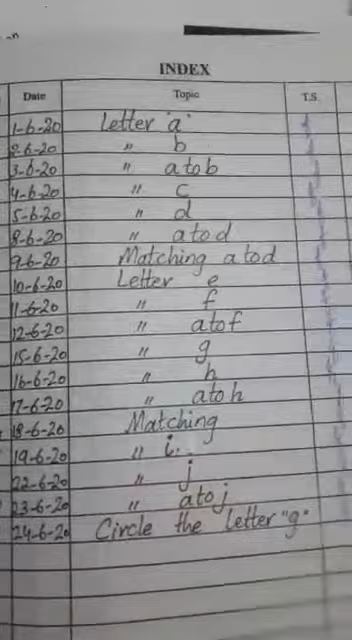 INDEX
Date Topic T.S.
1-6-20 Letter "a"
2-6-20 " b
3-6-20 " a to b
4-6-20 " c
5-6-20 " d
8-6-20 " a to d
9-6-20 Matching a to d
10-6-20 Letter e
11-6-20 " f
12-6-20 " a to f
15-6-20 " g
16-6-20 " h
17-6-20 " a to h
18-6-20 Matching
19-6-20 " i
22-6-20 " j
23-6-20 " a to j
24-6-20 Circle the letter "g"